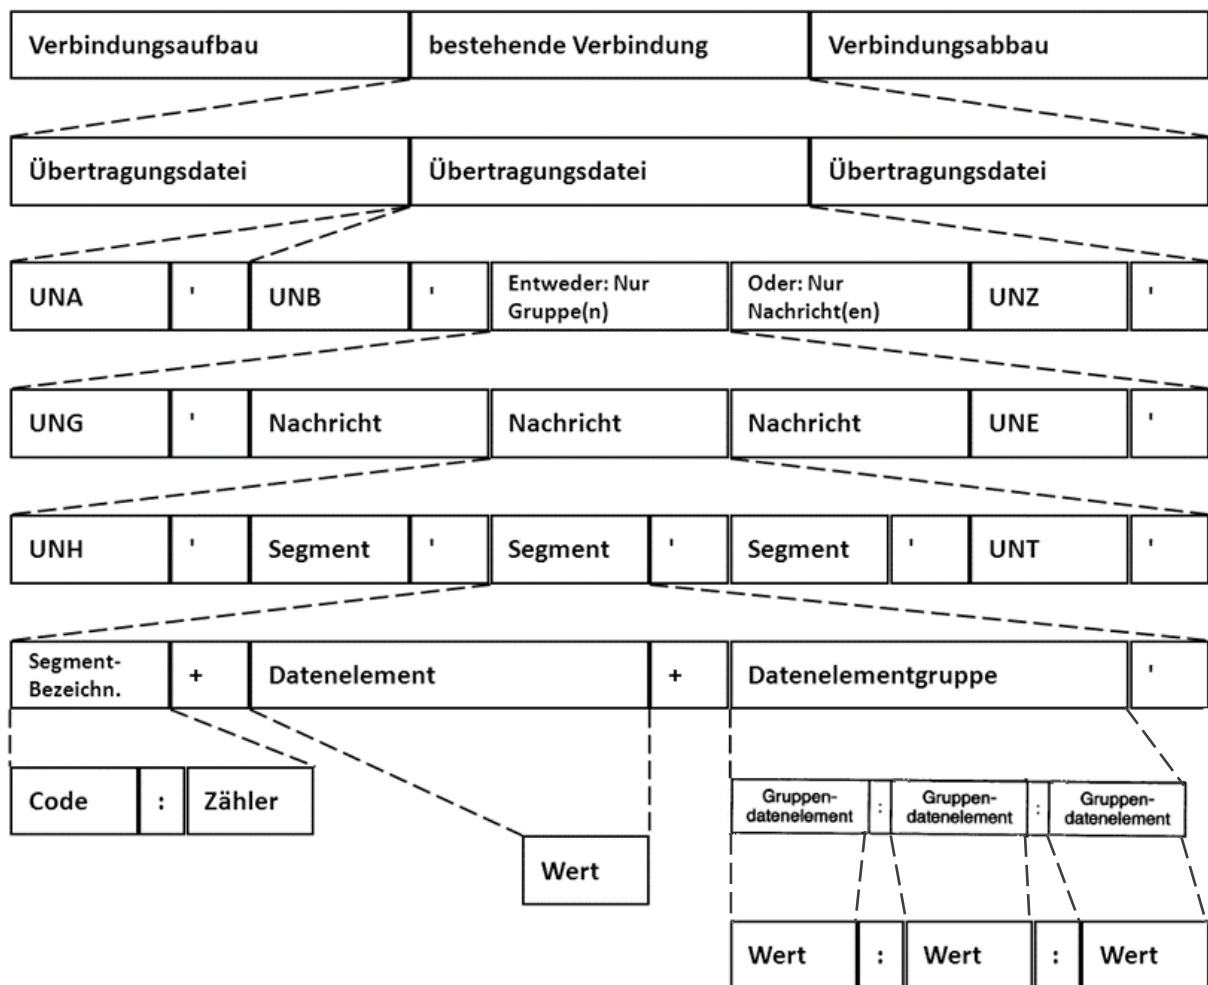 Verbindungsaufbau bestehende Verbindung Verbindungsabbau
Übertragungsdatei Übertragungsdatei Übertragungsdatei
UNA ' UNB ' Entweder: Nur Gruppe(n) Oder: Nur Nachricht(en) UNZ '
UNG ' Nachricht Nachricht Nachricht UNE '
UNH ' Segment ' Segment ' Segment ' UNT '
Segment-Bezeichn. + Datenelement + Datenelementgruppe '
Code : Zähler
Gruppen-datenelement : Gruppen-datenelement : Gruppen-datenelement
Wert
Wert : Wert : Wert